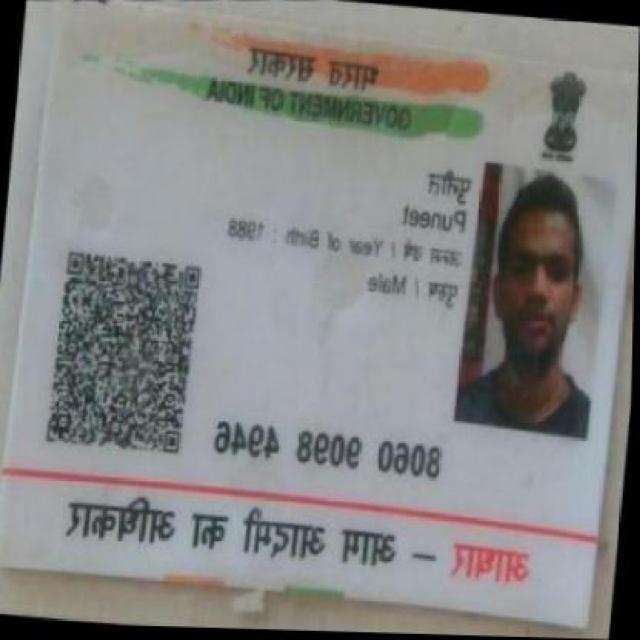 भारत सरकार
GOVERNMENT OF INDIA
पुनीत
Puneet
जन्म वर्ष / Year of Birth : 1988
पुरुष / Male
8060 9098 4946
आधार – आम आदमी का अधिकार